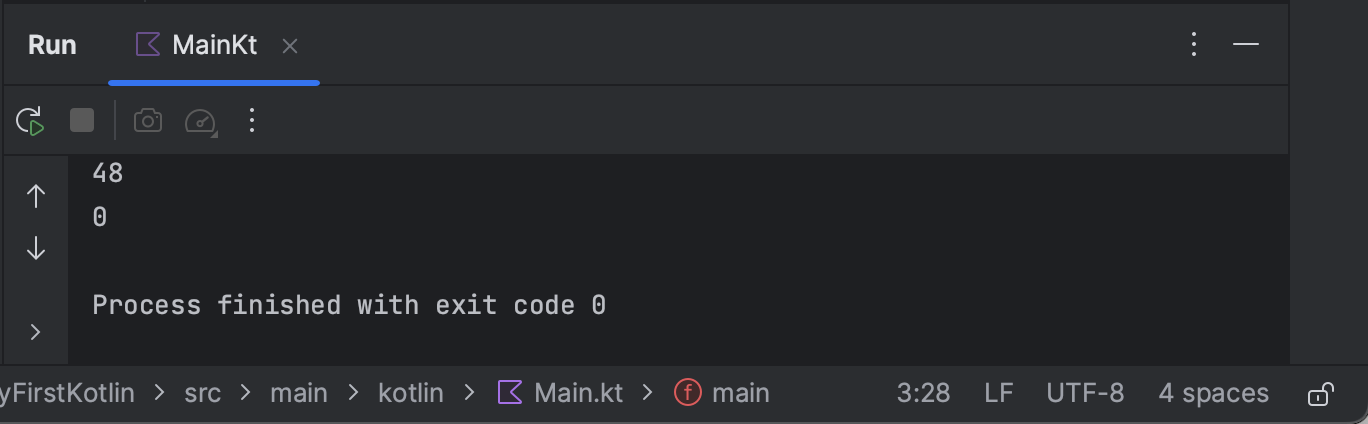 Run MainKt
48
0
Process finished with exit code 0
yFirstKotlin > src > main > kotlin > Main.kt > f main 3:28 LF UTF-8 4 spaces